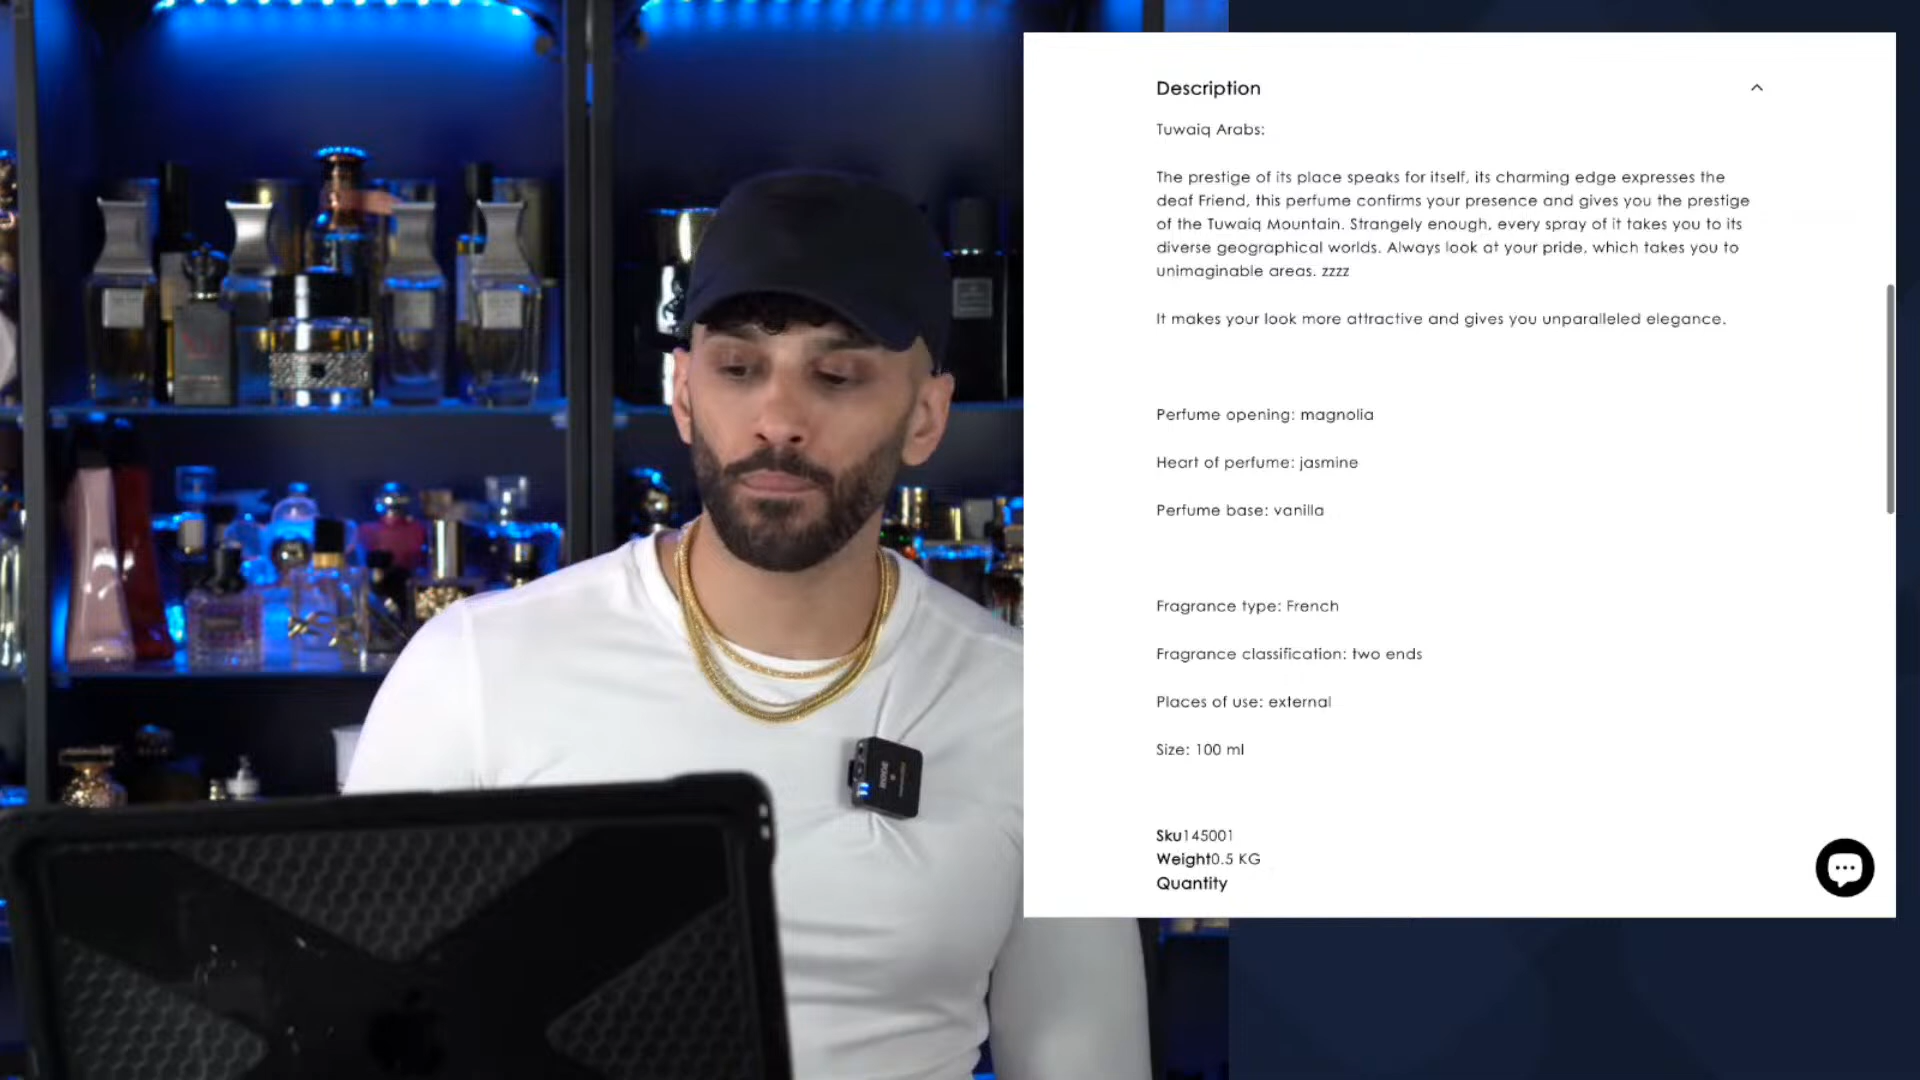 Description
Tuwaiq Arabs:
The prestige of its place speaks for itself, its charming edge expresses the
deaf Friend, this perfume confirms your presence and gives you the prestige
of the Tuwaiq Mountain. Strangely enough, every spray of it takes you to its
diverse geographical worlds. Always look at your pride, which takes you to
unimaginable areas. zzzz
It makes your look more attractive and gives you unparalleled elegance.
Perfume opening: magnolia
Heart of perfume: jasmine
Perfume base: vanilla
Fragrance type: French
Fragrance classification: two ends
Places of use: external
Size: 100 ml
Sku145001
Weight0.5 KG
Quantity